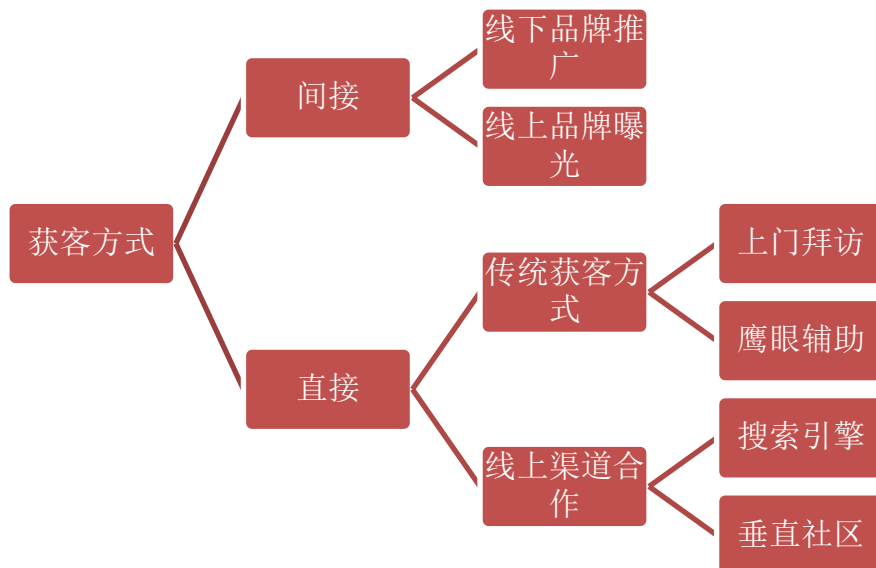 线下品牌推
广
间接
线上品牌曝
光
获客方式
上门拜访
传统获客方
式
鹰眼辅助
直接
搜索引擎
线上渠道合
作
垂直社区